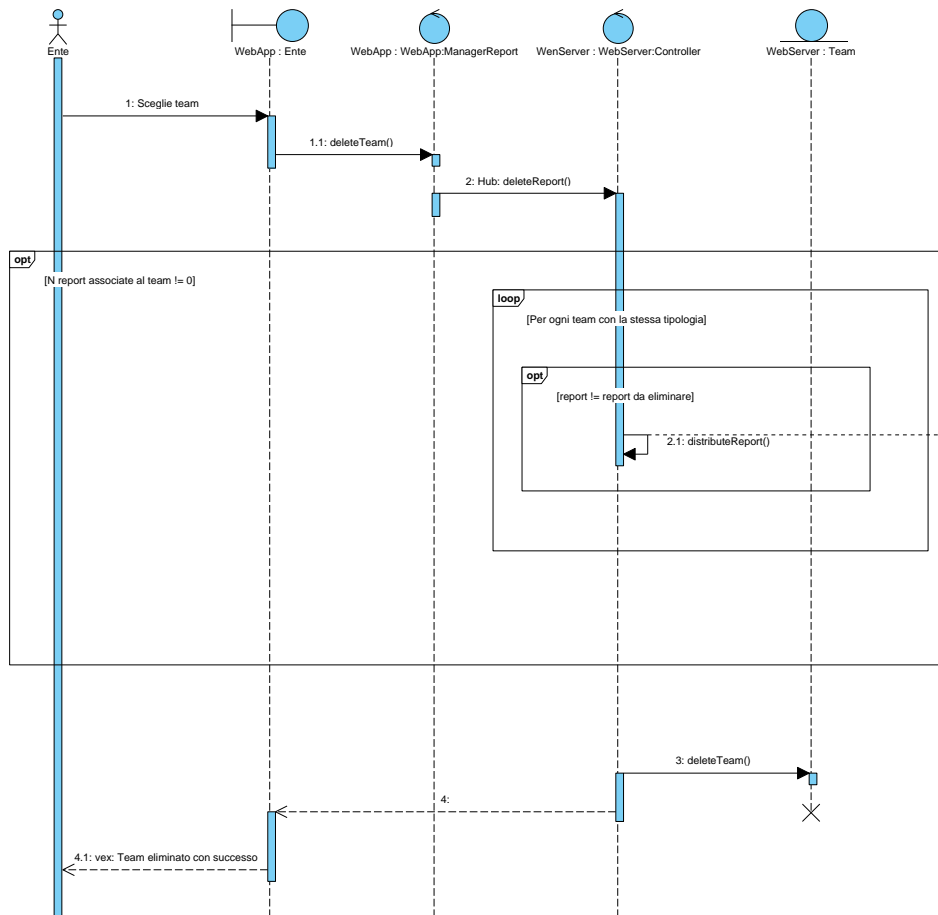 Ente
WebApp : Ente
WebApp : WebApp:ManagerReport
WenServer : WebServer:Controller
WebServer : Team
1: Sceglie team
1.1: deleteTeam()
2: Hub: deleteReport()
opt
[N report associate al team != 0]
loop
[Per ogni team con la stessa tipologia]
opt
[report != report da eliminare]
2.1: distributeReport()
3: deleteTeam()
4:
4.1: vex: Team eliminato con successo